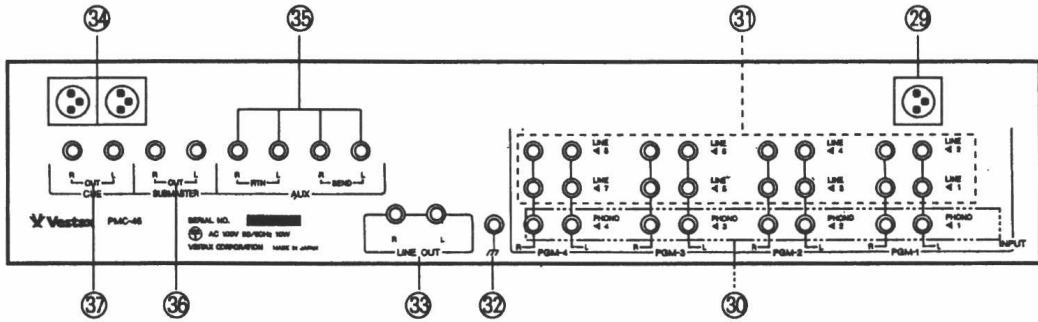 34 35 31 29
LINE ◁ 8 LINE ◁ 6 LINE ◁ 4 LINE ◁ 2
R OUT L R OUT L R RTN L R SEND L
CUE SUBMASTER AUX
LINE ◁ 7 LINE ◁ 5 LINE ◁ 3 LINE ◁ 1
Vestax PMC-46 SERIAL NO.
AC 100V 50/60Hz 10W
VESTAX CORPORATION MADE IN JAPAN
R L
LINE OUT
PHONO ◁ 4 PHONO ◁ 3 PHONO ◁ 2 PHONO ◁ 1
R PGM-4 L R PGM-3 L R PGM-2 L R PGM-1 L INPUT
37 36 33 32 30